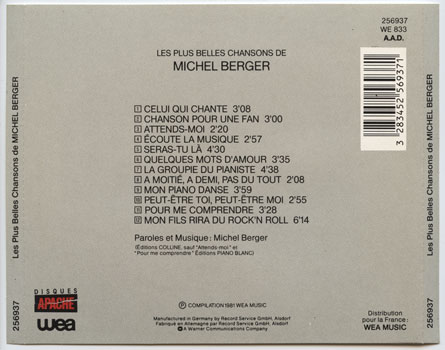 256937
WE 833
A.A.D.
LES PLUS BELLES CHANSONS DE
MICHEL BERGER
1 CELUI QUI CHANTE 3'08
2 CHANSON POUR UNE FAN 3'00
3 ATTENDS-MOI 2'20
4 ÉCOUTE LA MUSIQUE 2'57
5 SERAS-TU LÀ 4'30
6 QUELQUES MOTS D'AMOUR 3'35
7 LA GROUPIE DU PIANISTE 4'38
8 A MOITIÉ, A DEMI, PAS DU TOUT 2'08
9 MON PIANO DANSE 3'59
10 PEUT-ÊTRE TOI, PEUT-ÊTRE MOI 2'55
11 POUR ME COMPRENDRE 3'28
12 MON FILS RIRA DU ROCK'N ROLL 6'14
Paroles et Musique: Michel Berger
(Éditions COLLINE, sauf "Attends-moi" et
"Pour me comprendre" Éditions PIANO BLANC)
3 283452 569371
Les Plus Belles Chansons de MICHEL BERGER
256937
Les Plus Belles Chansons de MICHEL BERGER
256937
DISQUES
APACHE
wea
℗ COMPILATION 1981 WEA MUSIC
Manufactured in Germany by Record Service GmbH, Alsdorf
Fabriqué en Allemagne par Record Service GmbH, Alsdorf
A Warner Communications Company
Distribution
pour la France:
WEA MUSIC